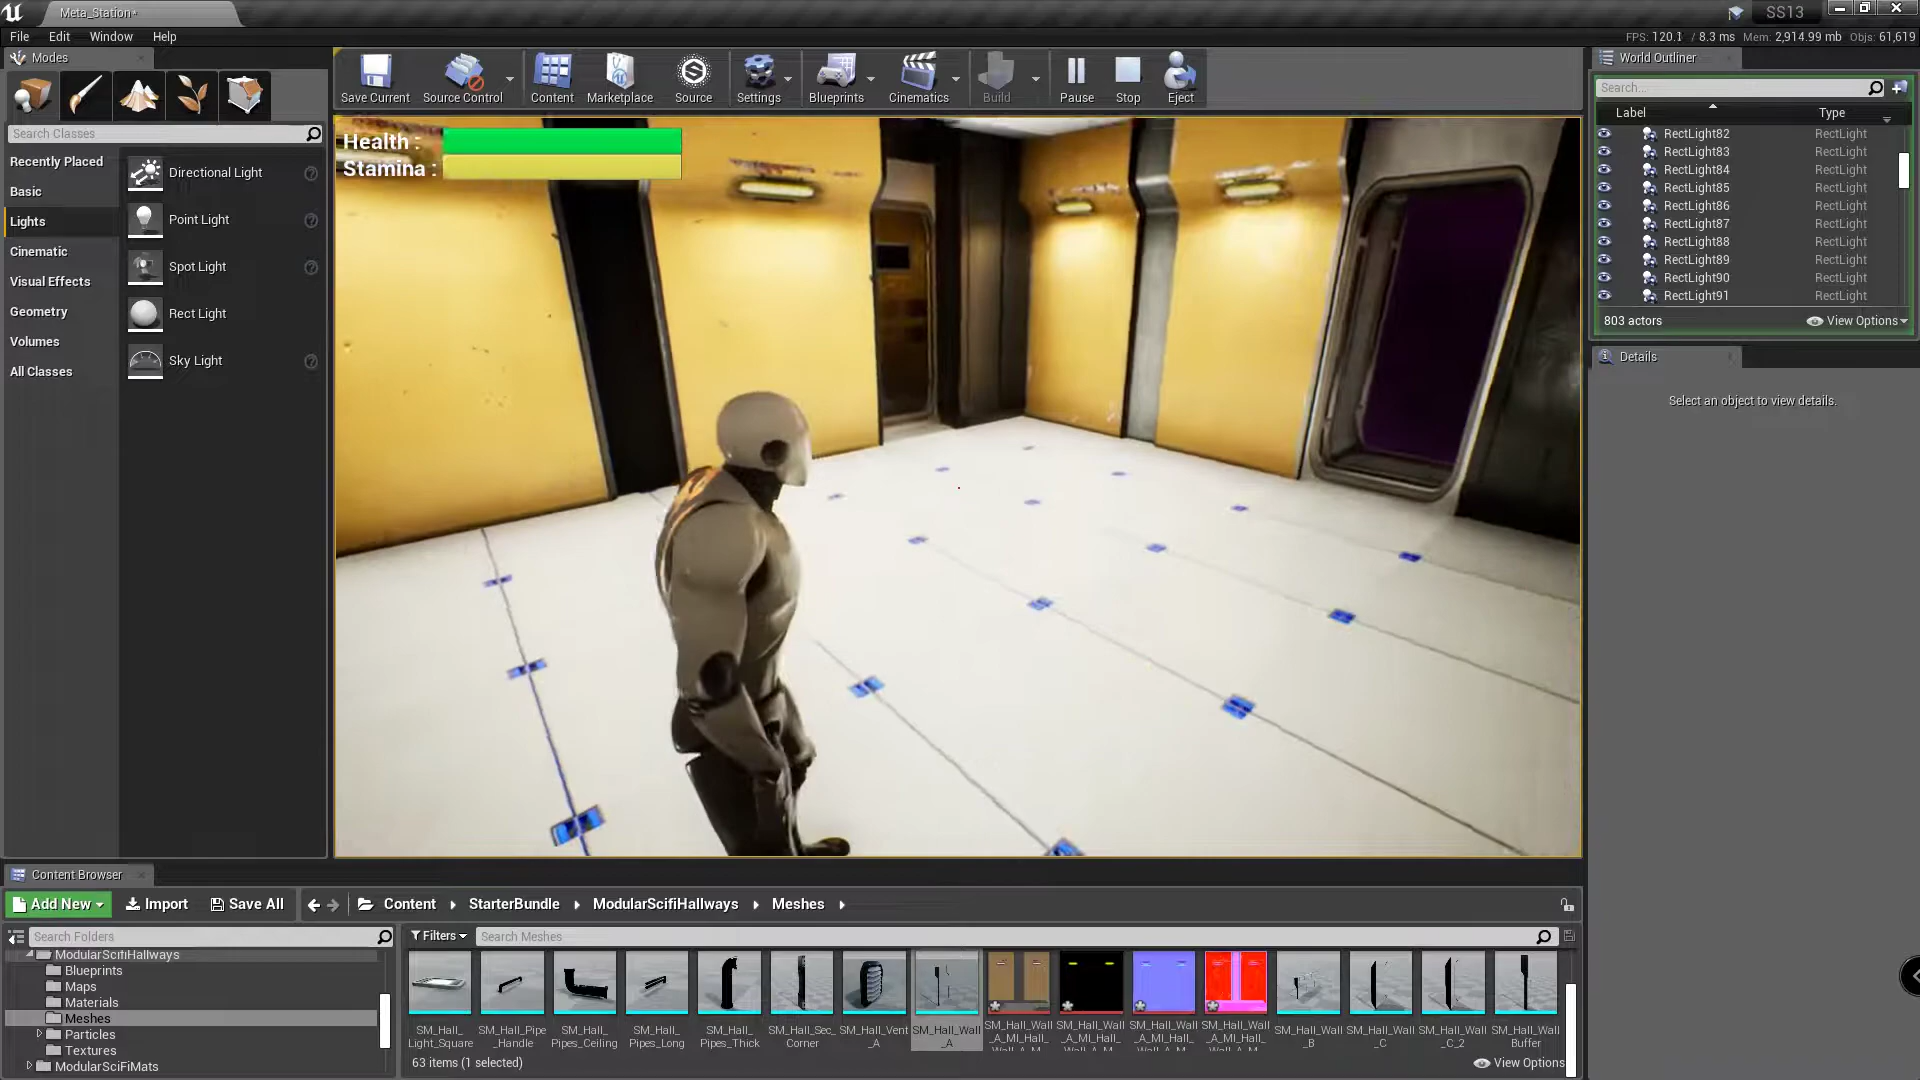 Meta_Station*
SS13
File Edit Window Help
FPS: 120.1 / 8.3 ms Mem: 2,914.99 mb Objs: 61,619
Modes
Search Classes
Recently Placed
Basic
Lights
Cinematic
Visual Effects
Geometry
Volumes
All Classes
Directional Light
Point Light
Spot Light
Rect Light
Sky Light
Save Current
Source Control
Content
Marketplace
Source
Settings
Blueprints
Cinematics
Build
Pause
Stop
Eject
Health :
Stamina :
World Outliner
Search...
Label Type
RectLight82 RectLight
RectLight83 RectLight
RectLight84 RectLight
RectLight85 RectLight
RectLight86 RectLight
RectLight87 RectLight
RectLight88 RectLight
RectLight89 RectLight
RectLight90 RectLight
RectLight91 RectLight
803 actors View Options
Details
Select an object to view details.
Content Browser
Add New Import Save All Content StarterBundle ModularScifiHallways Meshes
Search Folders
ModularScifiHallways
Blueprints
Maps
Materials
Meshes
Particles
Textures
ModularSciFiMats
Filters Search Meshes
SM_Hall_
Light_Square
SM_Hall_Pipe
_Handle
SM_Hall_
Pipes_Ceiling
SM_Hall_
Pipes_Long
SM_Hall_
Pipes_Thick
SM_Hall_Sec_
Corner
SM_Hall_Vent
_A
SM_Hall_Wall
_A
SM_Hall_Wall
_A_MI_Hall_
SM_Hall_Wall
_A_MI_Hall_
SM_Hall_Wall
_A_MI_Hall_
SM_Hall_Wall
_A_MI_Hall_
SM_Hall_Wall
_B
SM_Hall_Wall
_C
SM_Hall_Wall
_C_2
SM_Hall_Wall
Buffer
63 items (1 selected)
View Options